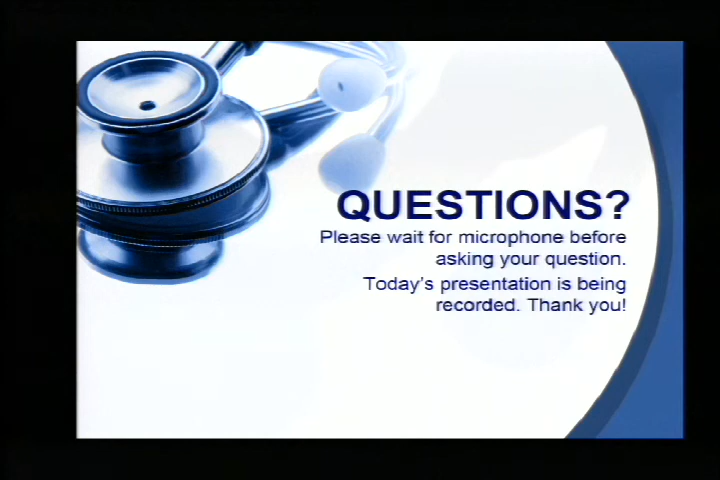 QUESTIONS?
Please wait for microphone before
asking your question.
Today's presentation is being
recorded. Thank you!